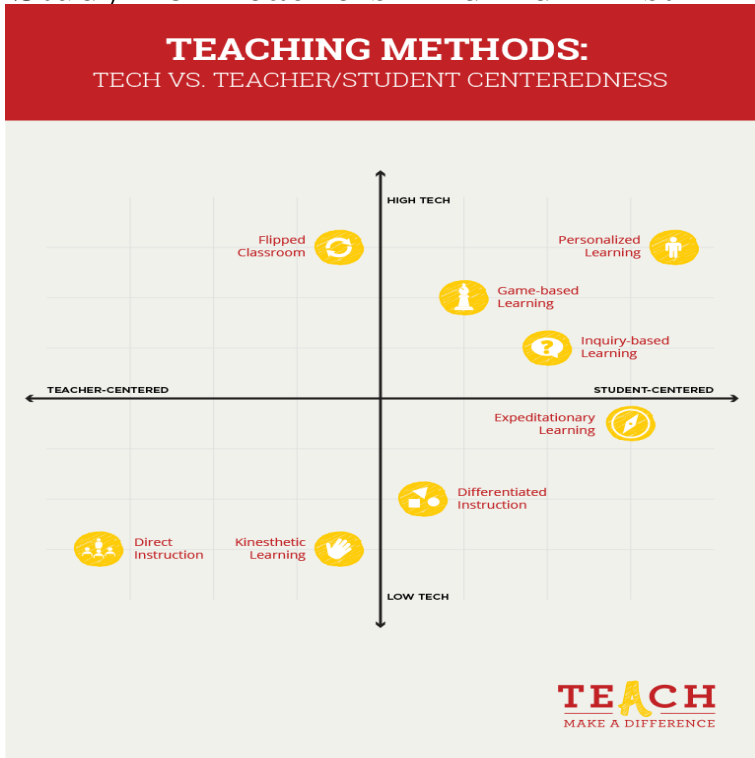 TEACHING METHODS:
TECH VS. TEACHER/STUDENT CENTEREDNESS
HIGH TECH
Flipped
Classroom
Personalized
Learning
Game-based
Learning
?
Inquiry-based
Learning
TEACHER-CENTERED
STUDENT-CENTERED
Expeditationary
Learning
Differentiated
Instruction
Direct
Instruction
Kinesthetic
Learning
LOW TECH
TEACH
MAKE A DIFFERENCE